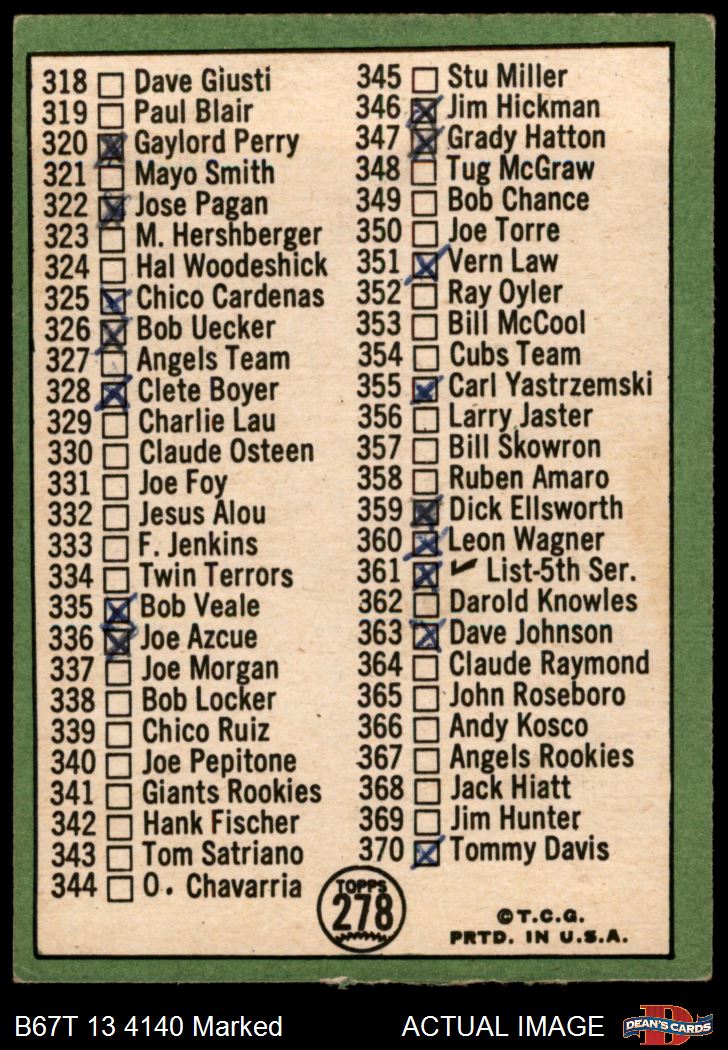 318 Dave Giusti
319 Paul Blair
320 Gaylord Perry
321 Mayo Smith
322 Jose Pagan
323 M. Hershberger
324 Hal Woodeshick
325 Chico Cardenas
326 Bob Uecker
327 Angels Team
328 Clete Boyer
329 Charlie Lau
330 Claude Osteen
331 Joe Foy
332 Jesus Alou
333 F. Jenkins
334 Twin Terrors
335 Bob Veale
336 Joe Azcue
337 Joe Morgan
338 Bob Locker
339 Chico Ruiz
340 Joe Pepitone
341 Giants Rookies
342 Hank Fischer
343 Tom Satriano
344 O. Chavarria
345 Stu Miller
346 Jim Hickman
347 Grady Hatton
348 Tug McGraw
349 Bob Chance
350 Joe Torre
351 Vern Law
352 Ray Oyler
353 Bill McCool
354 Cubs Team
355 Carl Yastrzemski
356 Larry Jaster
357 Bill Skowron
358 Ruben Amaro
359 Dick Ellsworth
360 Leon Wagner
361 List-5th Ser.
362 Darold Knowles
363 Dave Johnson
364 Claude Raymond
365 John Roseboro
366 Andy Kosco
367 Angels Rookies
368 Jack Hiatt
369 Jim Hunter
370 Tommy Davis
TOPPS
278
©T.C.G.
PRTD. IN U.S.A.
B67T 13 4140 Marked
ACTUAL IMAGE
D
DEAN'S CARDS